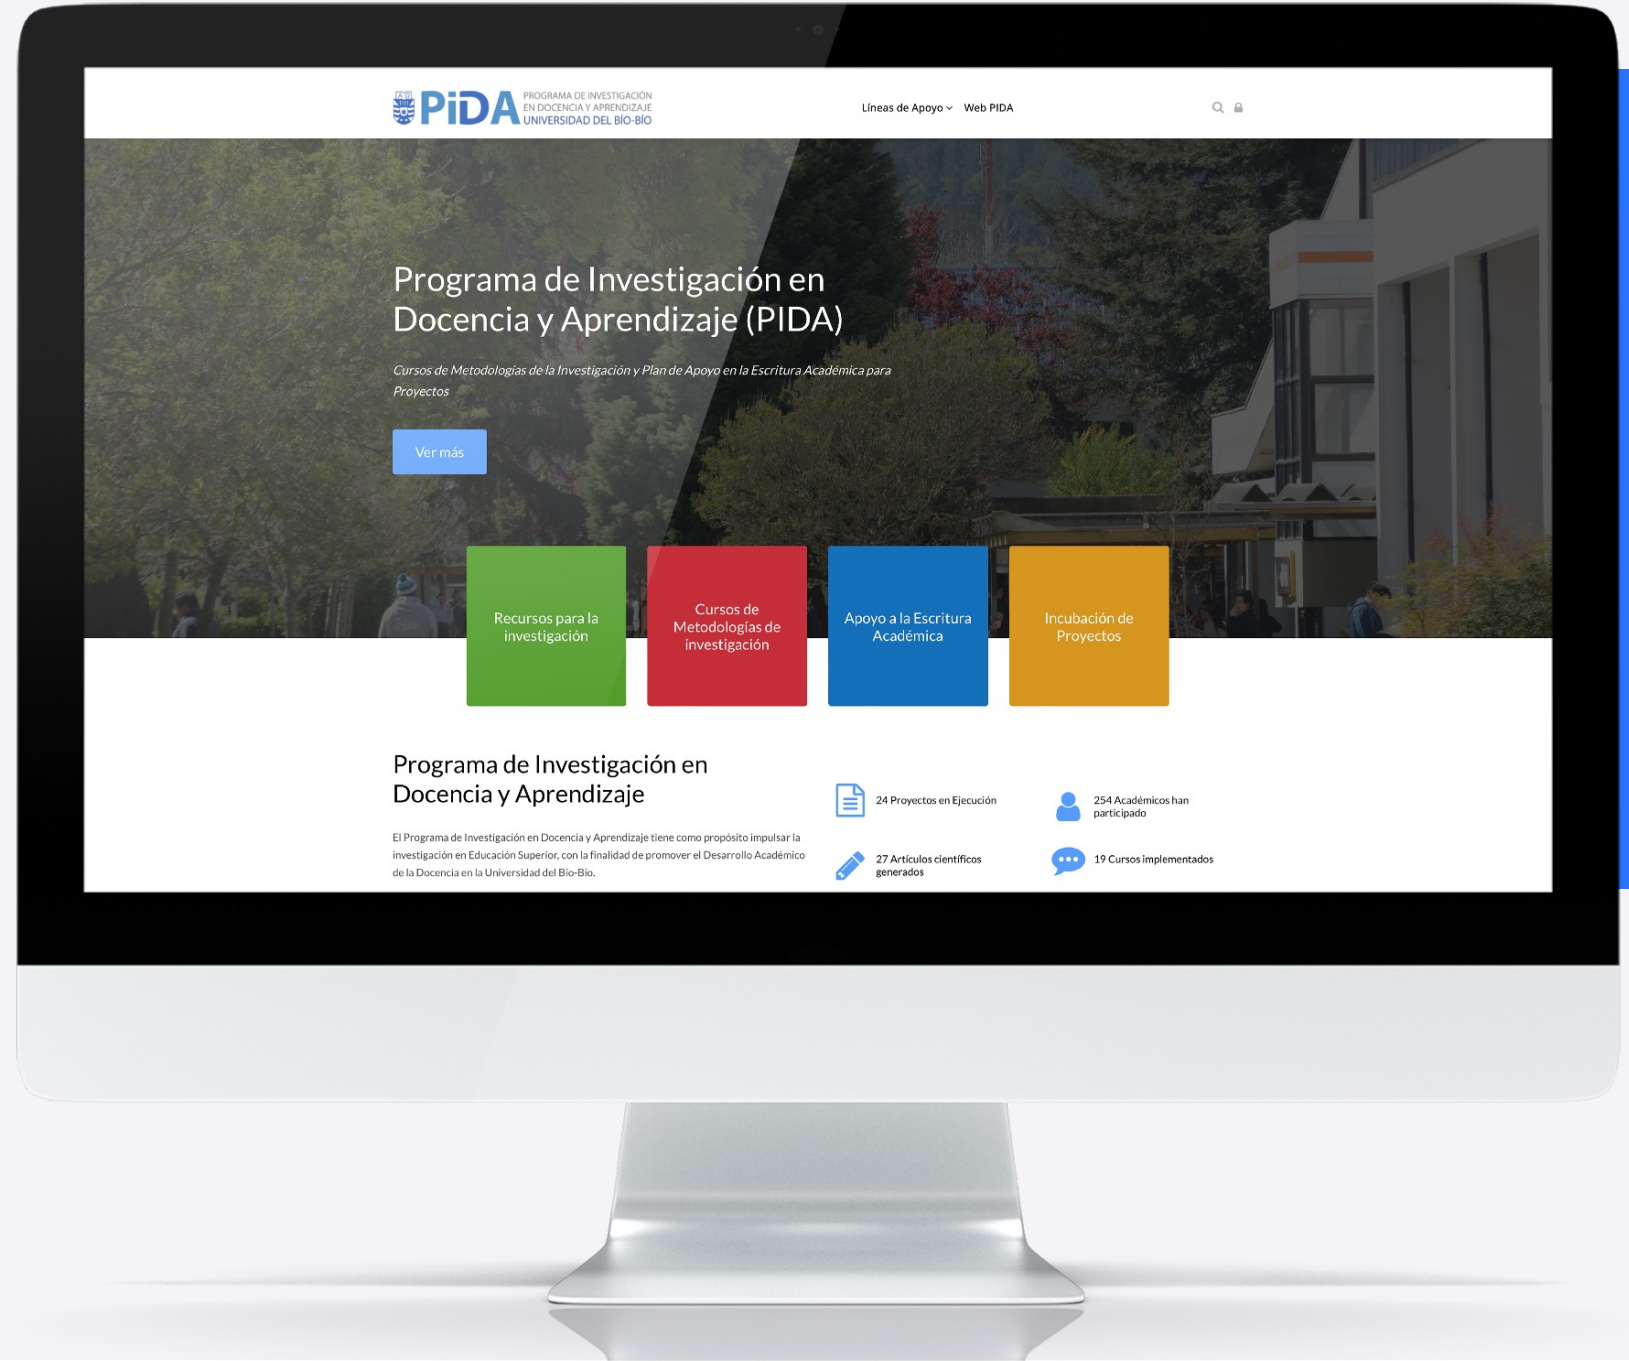 PiDA
PROGRAMA DE INVESTIGACIÓN
EN DOCENCIA Y APRENDIZAJE
UNIVERSIDAD DEL BÍO-BÍO
Líneas de Apoyo
Web PIDA
Programa de Investigación en
Docencia y Aprendizaje (PIDA)
Cursos de Metodologías de la Investigación y Plan de Apoyo en la Escritura Académica para
Proyectos
Ver más
Recursos para la
investigación
Cursos de
Metodologías de
investigación
Apoyo a la Escritura
Académica
Incubación de
Proyectos
Programa de Investigación en
Docencia y Aprendizaje
El Programa de Investigación en Docencia y Aprendizaje tiene como propósito impulsar la
investigación en Educación Superior, con la finalidad de promover el Desarrollo Académico
de la Docencia en la Universidad del Bío-Bío.
24 Proyectos en Ejecución
254 Académicos han
participado
27 Artículos científicos
generados
19 Cursos implementados